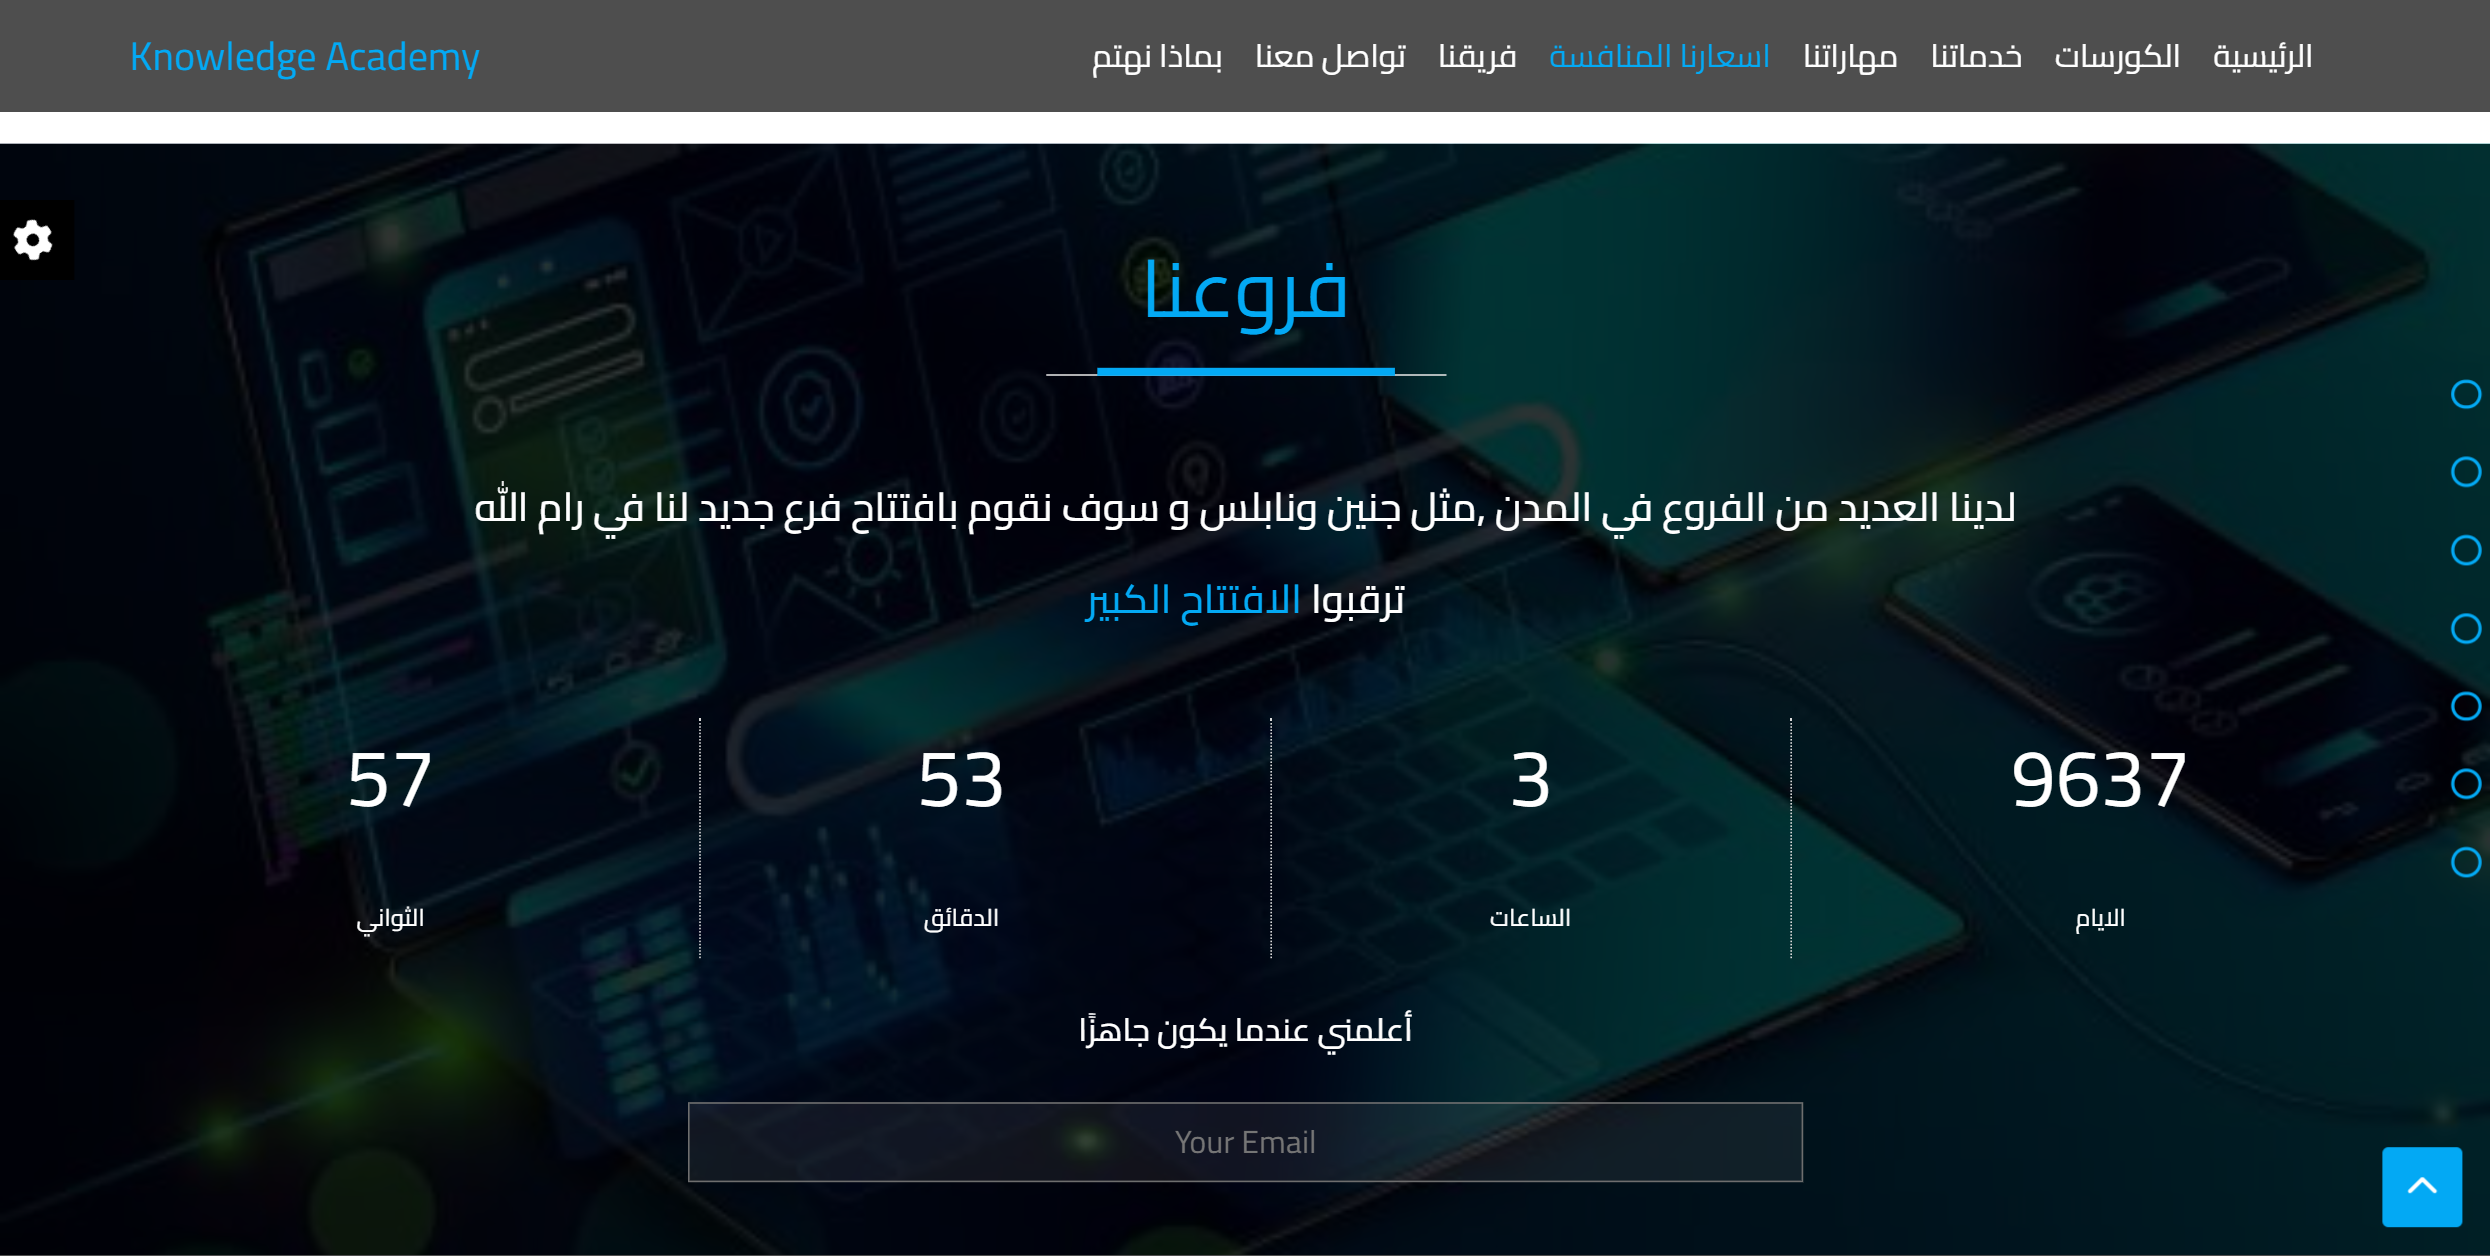 Knowledge Academy
الرئيسية الكورسات خدماتنا مهاراتنا اسعارنا المنافسة فريقنا تواصل معنا بماذا نهتم
فروعنا
لدينا العديد من الفروع في المدن ,مثل جنين ونابلس و سوف نقوم بافتتاح فرع جديد لنا في رام الله
ترقبوا الافتتاح الكبير
9637 3 53 57
الايام الساعات الدقائق الثواني
أعلمني عندما يكون جاهزًا
Your Email